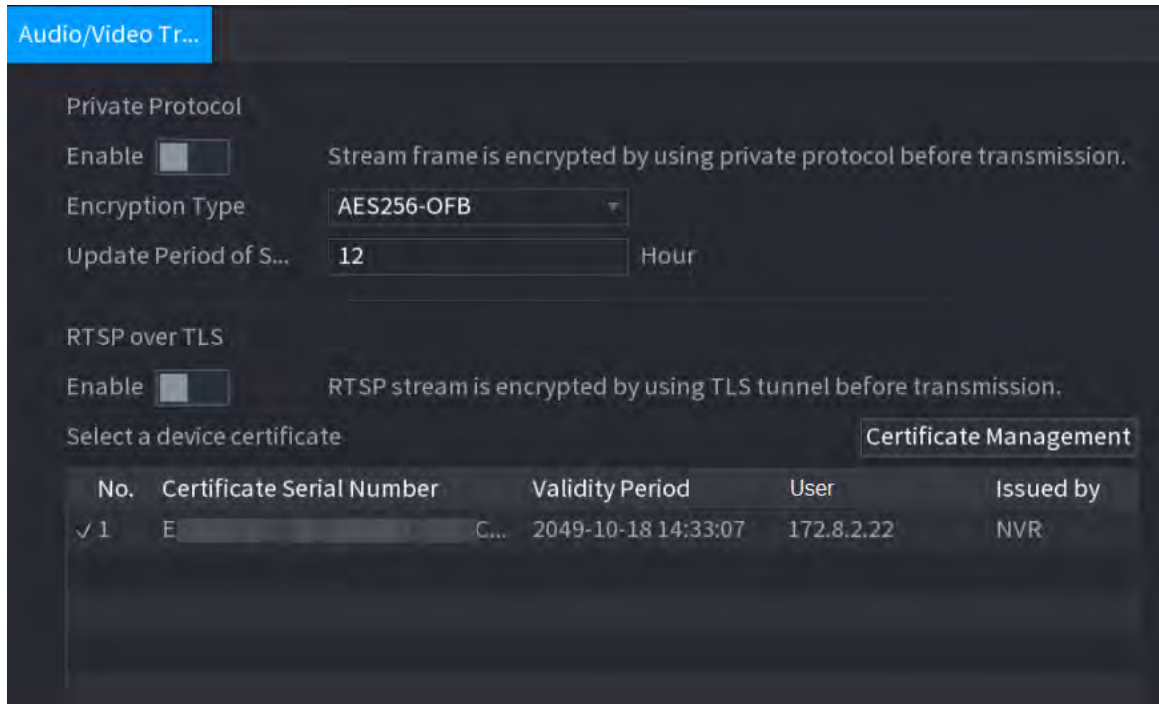 Audio/Video Tr...
Private Protocol
Enable Stream frame is encrypted by using private protocol before transmission.
Encryption Type AES256-OFB
Update Period of S... 12 Hour
RTSP over TLS
Enable RTSP stream is encrypted by using TLS tunnel before transmission.
Select a device certificate Certificate Management
No. Certificate Serial Number Validity Period User Issued by
✓ 1 E C... 2049-10-18 14:33:07 172.8.2.22 NVR